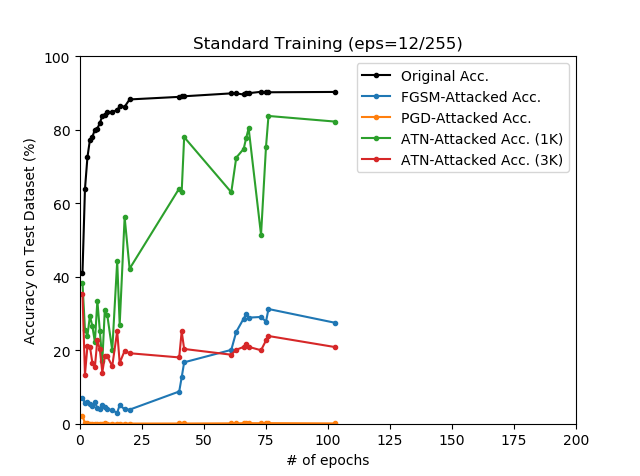 Standard Training (eps=12/255)
Accuracy on Test Dataset (%)
100
80
60
40
20
0
Original Acc.
FGSM-Attacked Acc.
PGD-Attacked Acc.
ATN-Attacked Acc. (1K)
ATN-Attacked Acc. (3K)
0 25 50 75 100 125 150 175 200
# of epochs